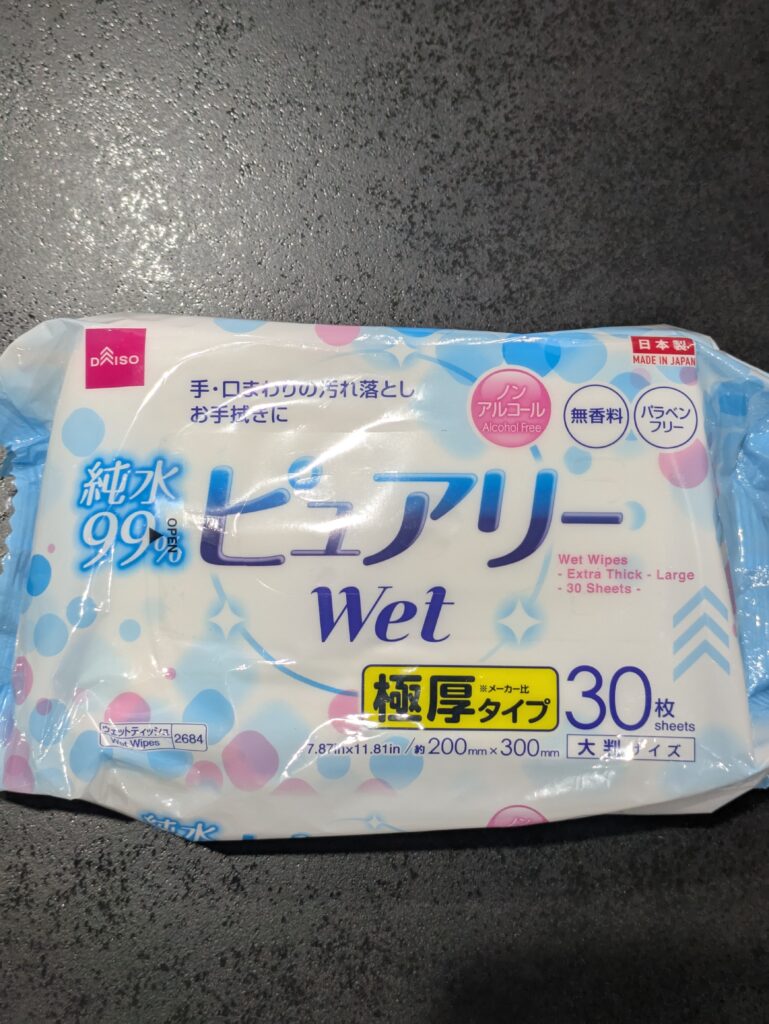 DAISO
日本製
MADE IN JAPAN
手・口まわりの汚れ落とし
お手拭きに
ノン
アルコール
Alcohol Free
無香料
パラベン
フリー
純水
99%
OPEN
ピュアリー
Wet
Wet Wipes
- Extra Thick - Large
- 30 Sheets -
極厚タイプ
※メーカー比
30枚
sheets
ウェットティッシュ
Wet Wipes
2684
7.87in×11.81in /約200mm×300mm
大判サイズ
純水
ノン